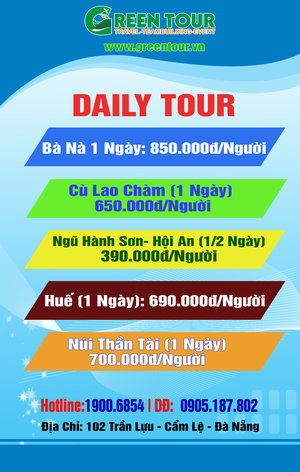 GREEN TOUR
TRAVEL-TEAMBUILDING-EVENT
www.greentour.vn
DAILY TOUR
Bà Nà 1 Ngày: 850.000đ/Người
Cù Lao Chàm (1 Ngày)
650.000đ/Người
Ngũ Hành Sơn- Hội An (1/2 Ngày)
390.000đ/Người
Huế (1 Ngày): 690.000đ/Người
Núi Thần Tài (1 Ngày)
700.000đ/Người
Hotline:1900.6854 | DĐ: 0905.187.802
Địa Chỉ: 102 Trần Lựu - Cẩm Lệ - Đà Nẵng